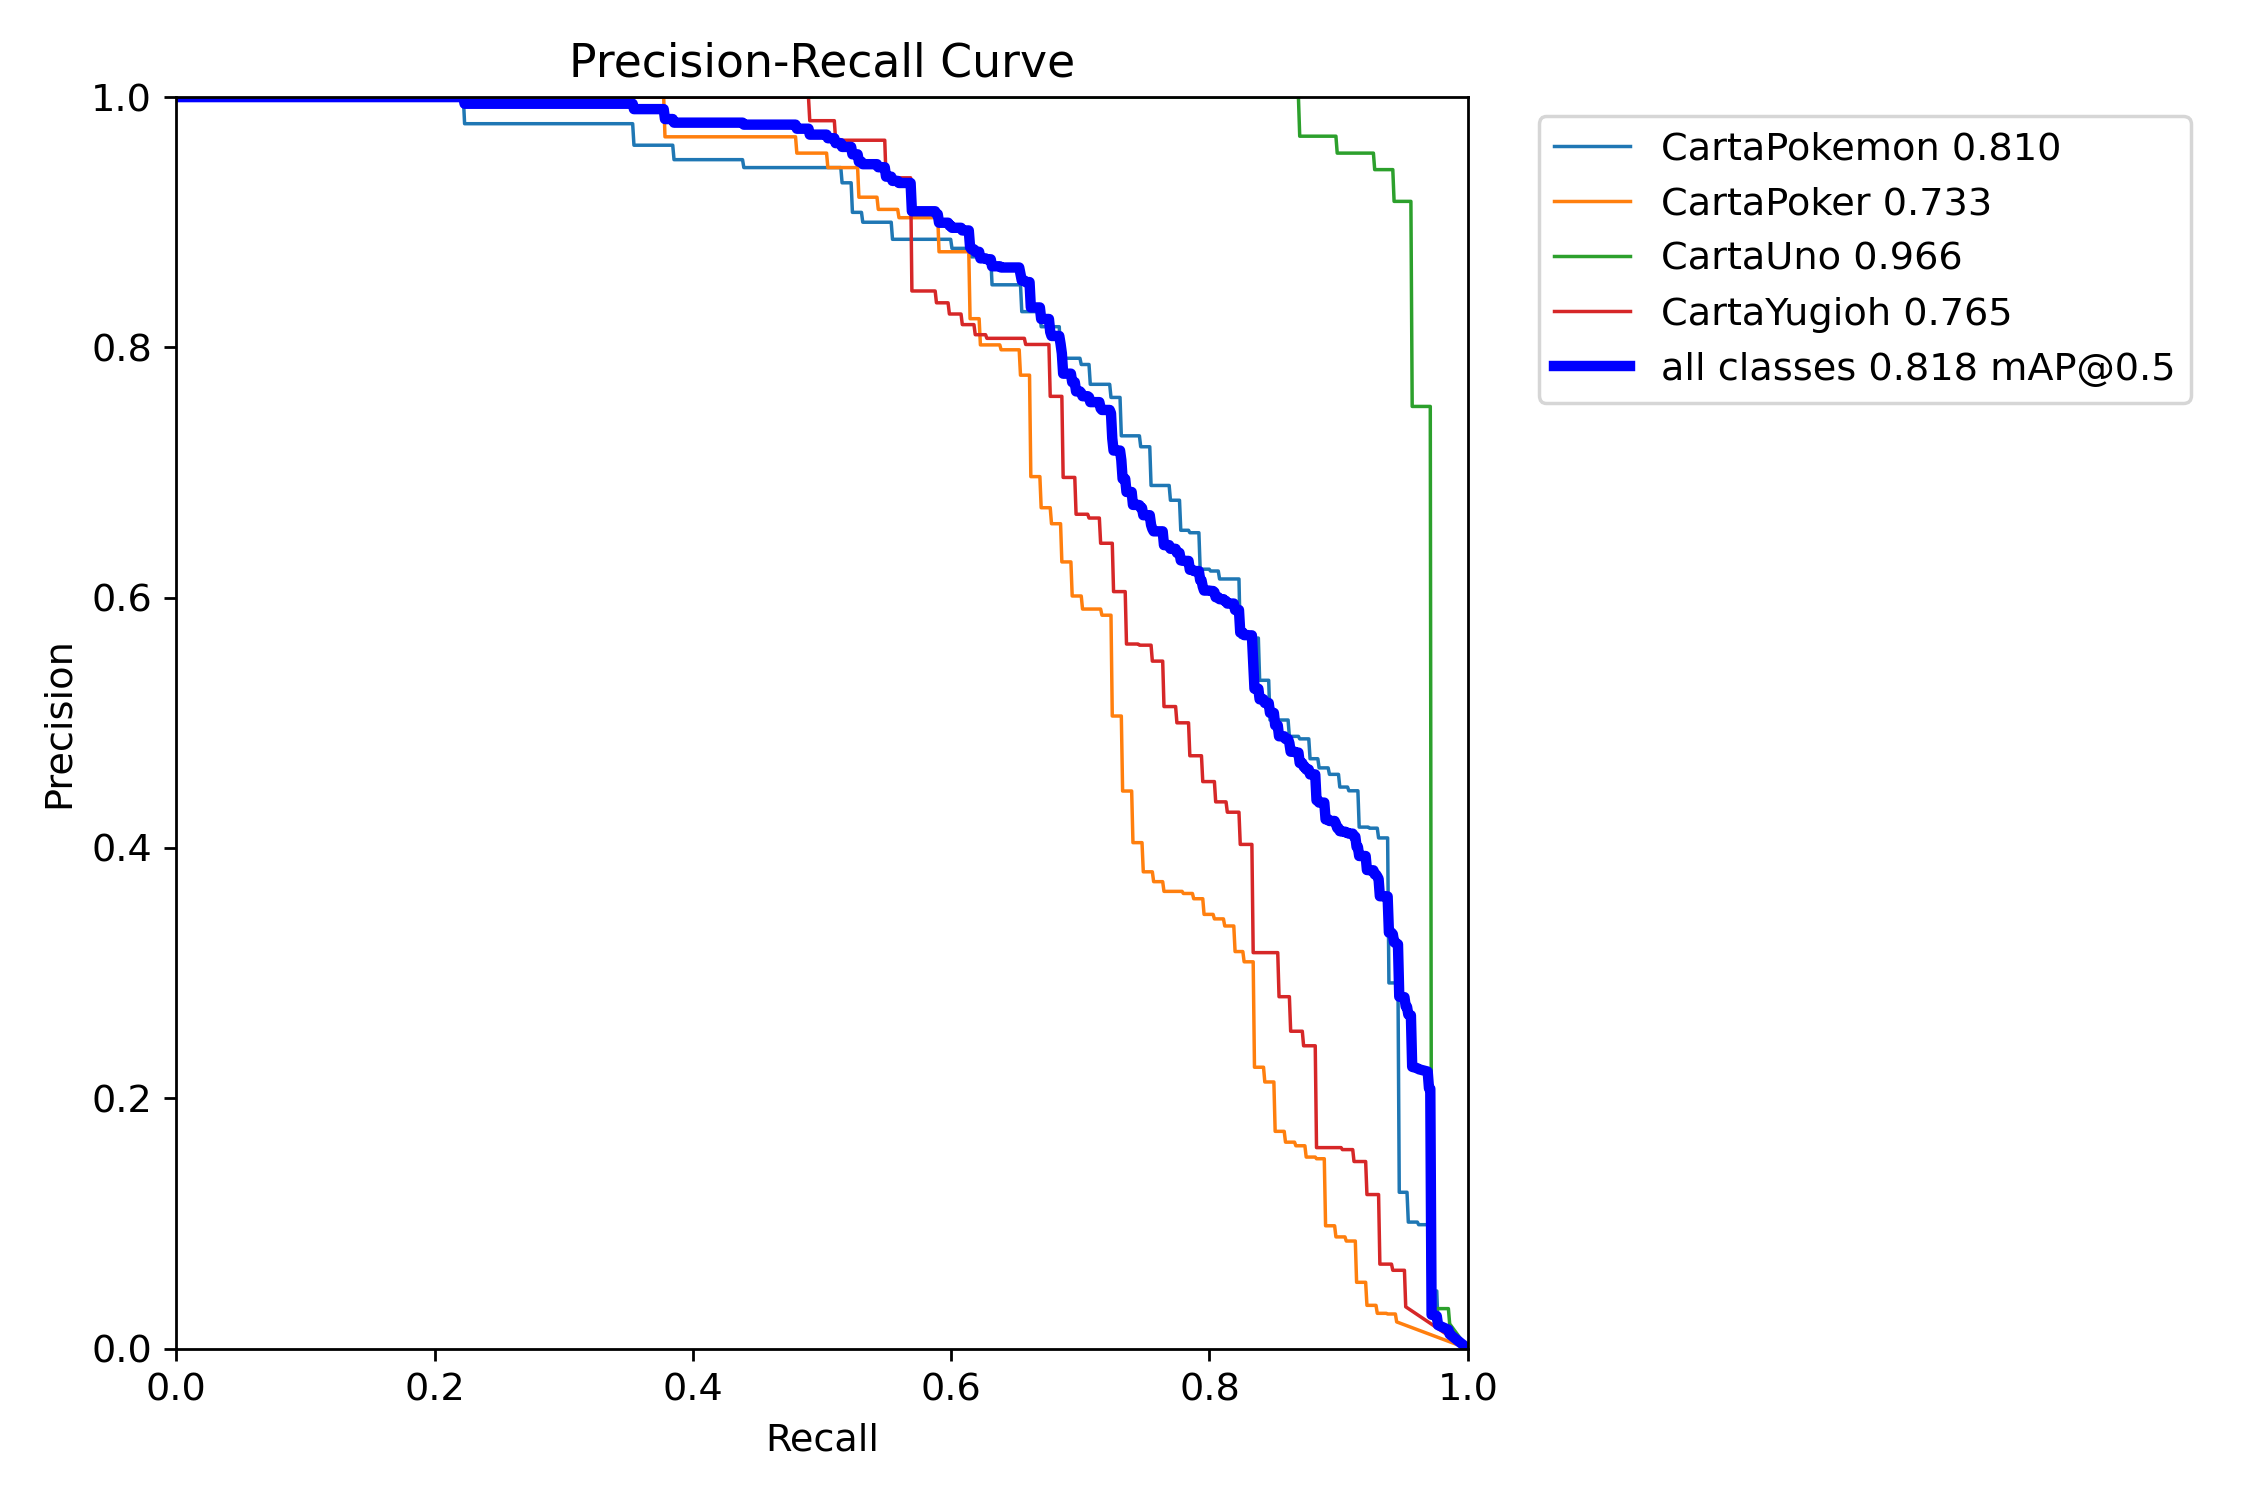 Precision-Recall Curve
1.0
0.8
0.6
0.4
0.2
0.0
Precision
0.0 0.2 0.4 0.6 0.8 1.0
Recall
CartaPokemon 0.810
CartaPoker 0.733
CartaUno 0.966
CartaYugioh 0.765
all classes 0.818 mAP@0.5